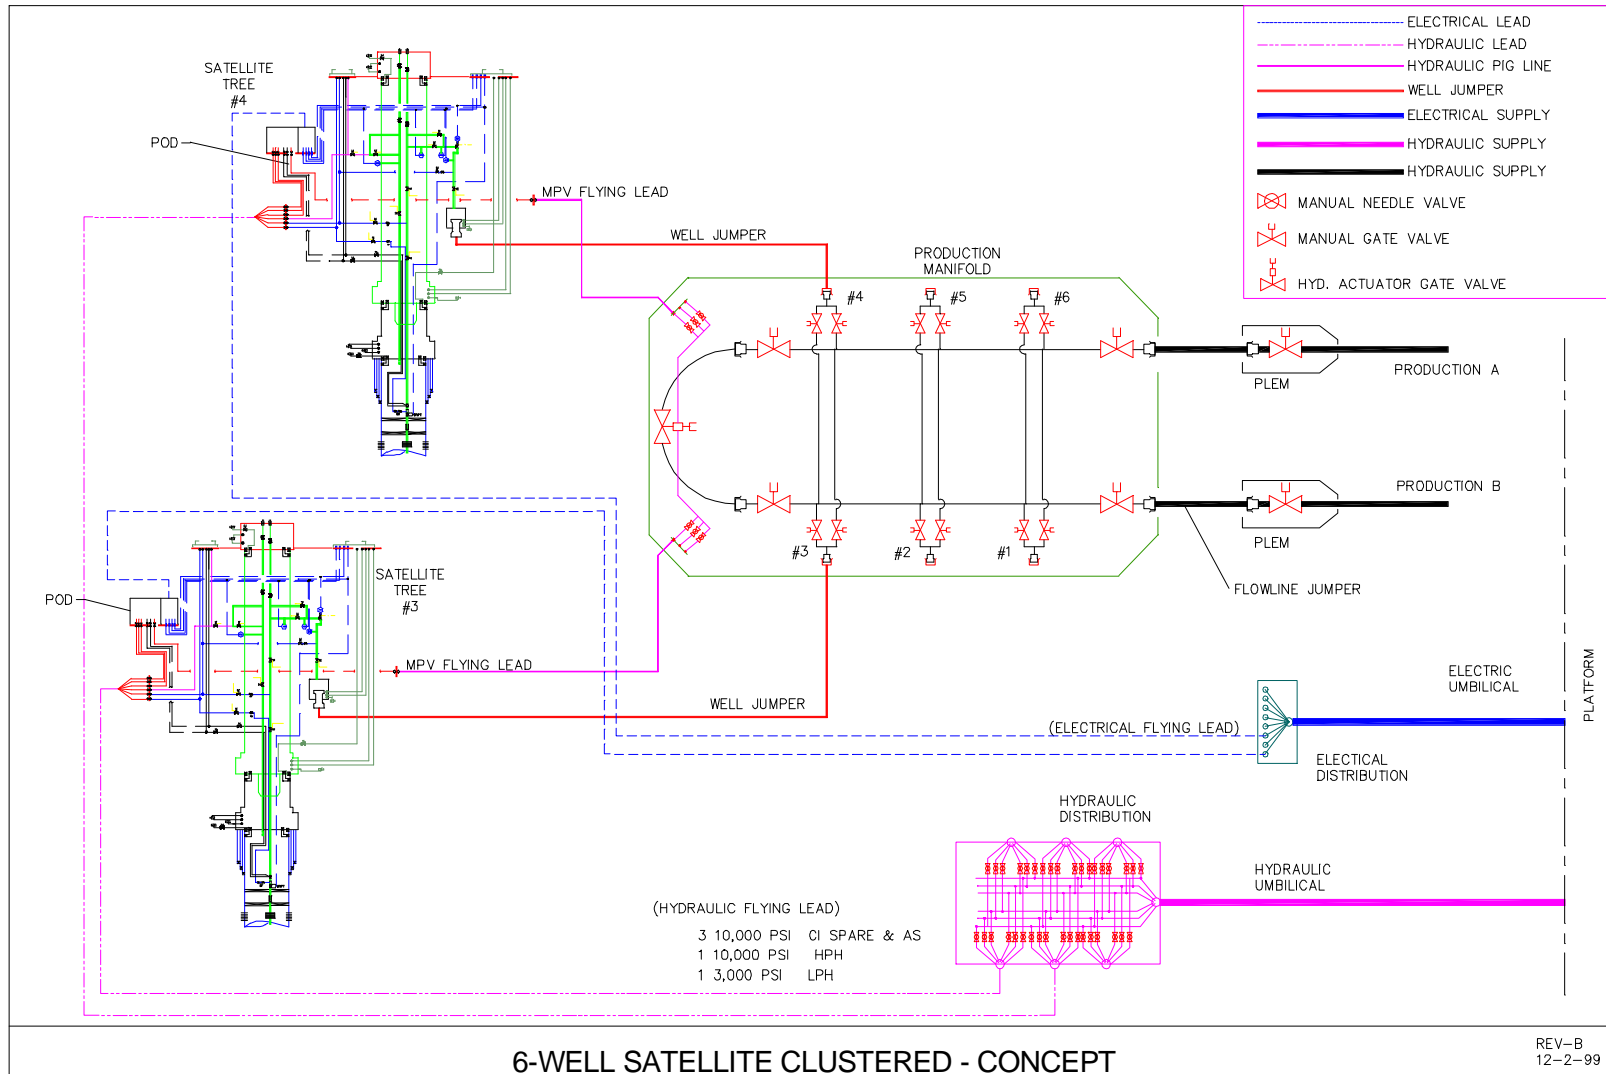 ELECTRICAL LEAD
HYDRAULIC LEAD
HYDRAULIC PIG LINE
WELL JUMPER
ELECTRICAL SUPPLY
HYDRAULIC SUPPLY
HYDRAULIC SUPPLY
MANUAL NEEDLE VALVE
MANUAL GATE VALVE
HYD. ACTUATOR GATE VALVE
SATELLITE
TREE
#4
POD
MPV FLYING LEAD
WELL JUMPER
PRODUCTION
MANIFOLD
#4
#5
#6
PLEM
PRODUCTION A
#3
#2
#1
PLEM
PRODUCTION B
FLOWLINE JUMPER
SATELLITE
TREE
#3
POD
MPV FLYING LEAD
WELL JUMPER
(ELECTRICAL FLYING LEAD)
ELECTRIC
UMBILICAL
PLATFORM
ELECTICAL
DISTRIBUTION
HYDRAULIC
DISTRIBUTION
HYDRAULIC
UMBILICAL
(HYDRAULIC FLYING LEAD)
3 10,000 PSI CI SPARE & AS
1 10,000 PSI HPH
1 3,000 PSI LPH
6-WELL SATELLITE CLUSTERED - CONCEPT
REV-B
12-2-99